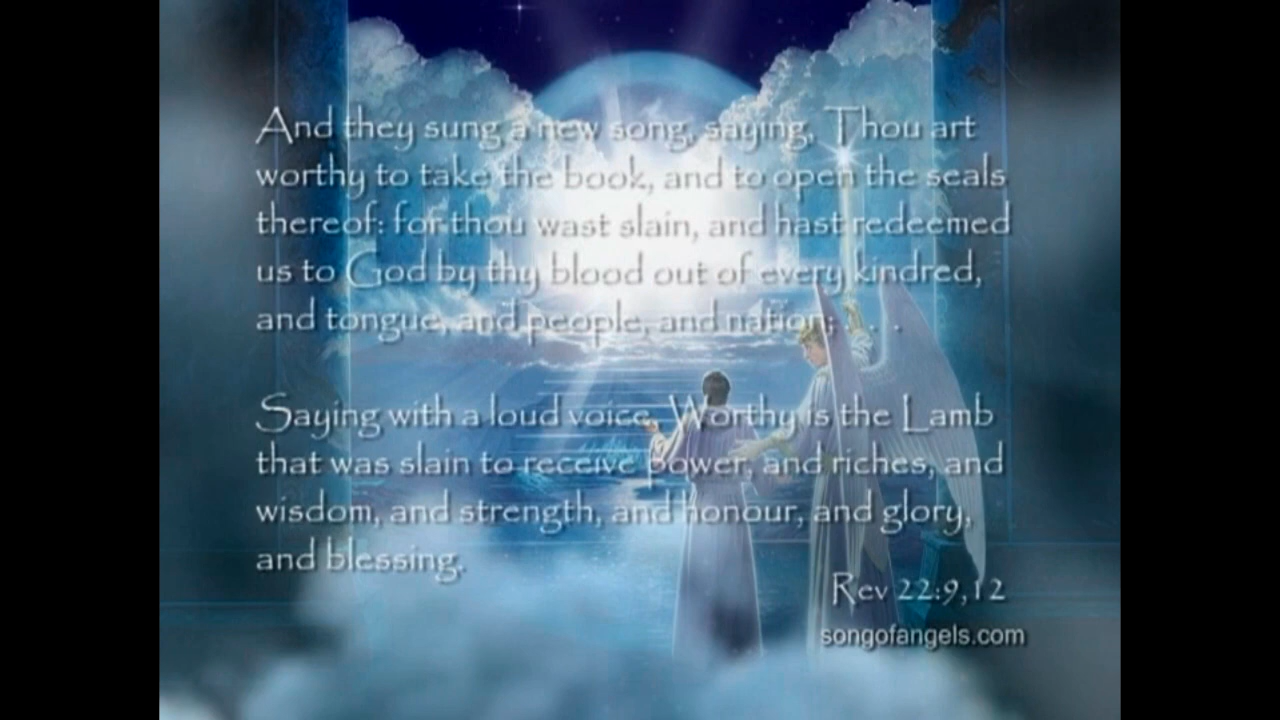 And they sung a new song, saying, Thou art
worthy to take the book, and to open the seals
thereof: for thou wast slain, and hast redeemed
us to God by thy blood out of every kindred,
and tongue, and people, and nation; . . .
Saying with a loud voice, Worthy is the Lamb
that was slain to receive power, and riches, and
wisdom, and strength, and honour, and glory,
and blessing.
Rev 22:9,12
songofangels.com